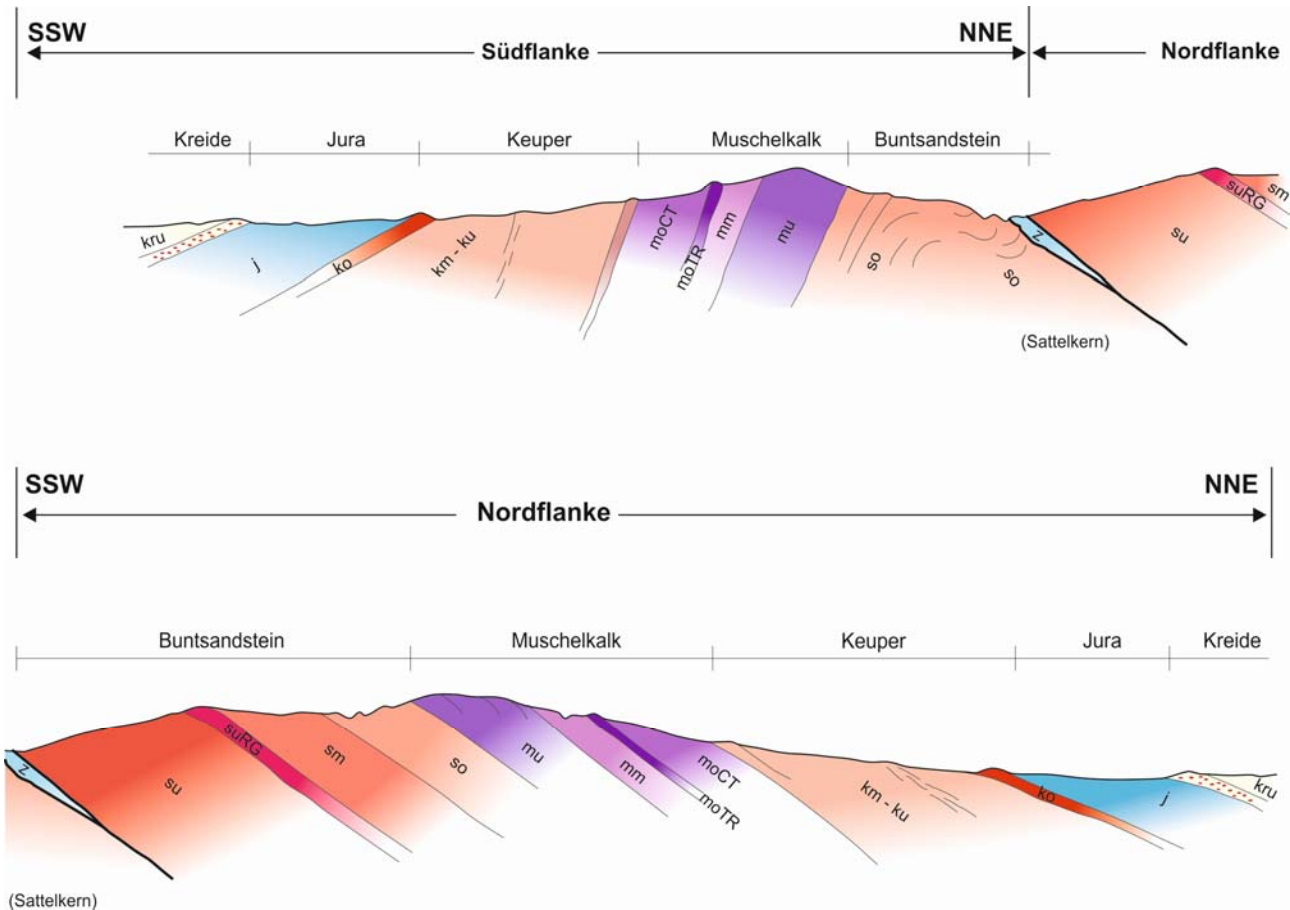 SSW
NNE
Südflanke
Nordflanke
Kreide Jura Keuper Muschelkalk Buntsandstein
kru
j
ko
km - ku
moCT
moTR
mm
mu
so
so
z
su
suRG
sm
(Sattelkern)
SSW
NNE
Nordflanke
Buntsandstein Muschelkalk Keuper Jura Kreide
z
su
suRG
sm
so
mu
mm
moCT
moTR
km - ku
ko
j
kru
(Sattelkern)